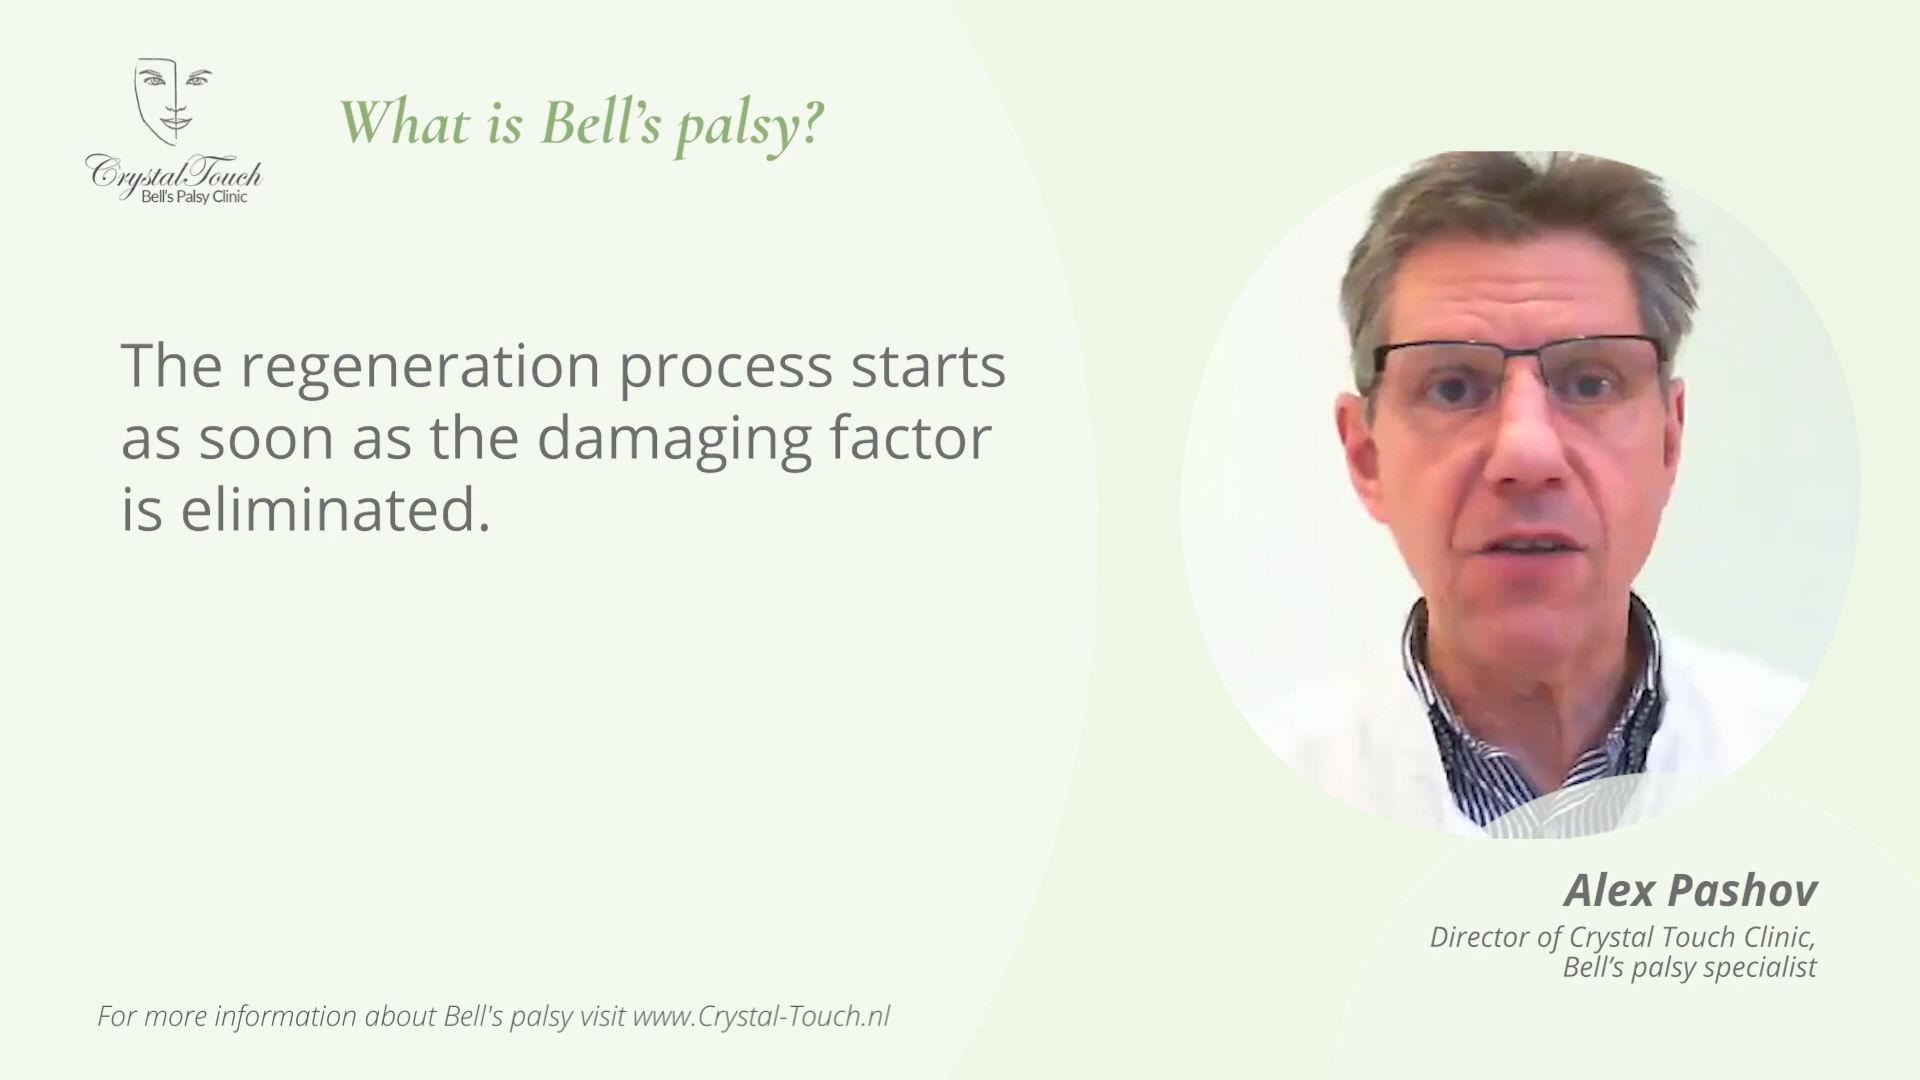 What is Bell’s palsy?
Crystal Touch
Bell's Palsy Clinic
The regeneration process starts
as soon as the damaging factor
is eliminated.
Alex Pashov
Director of Crystal Touch Clinic,
Bell’s palsy specialist
For more information about Bell's palsy visit www.Crystal-Touch.nl